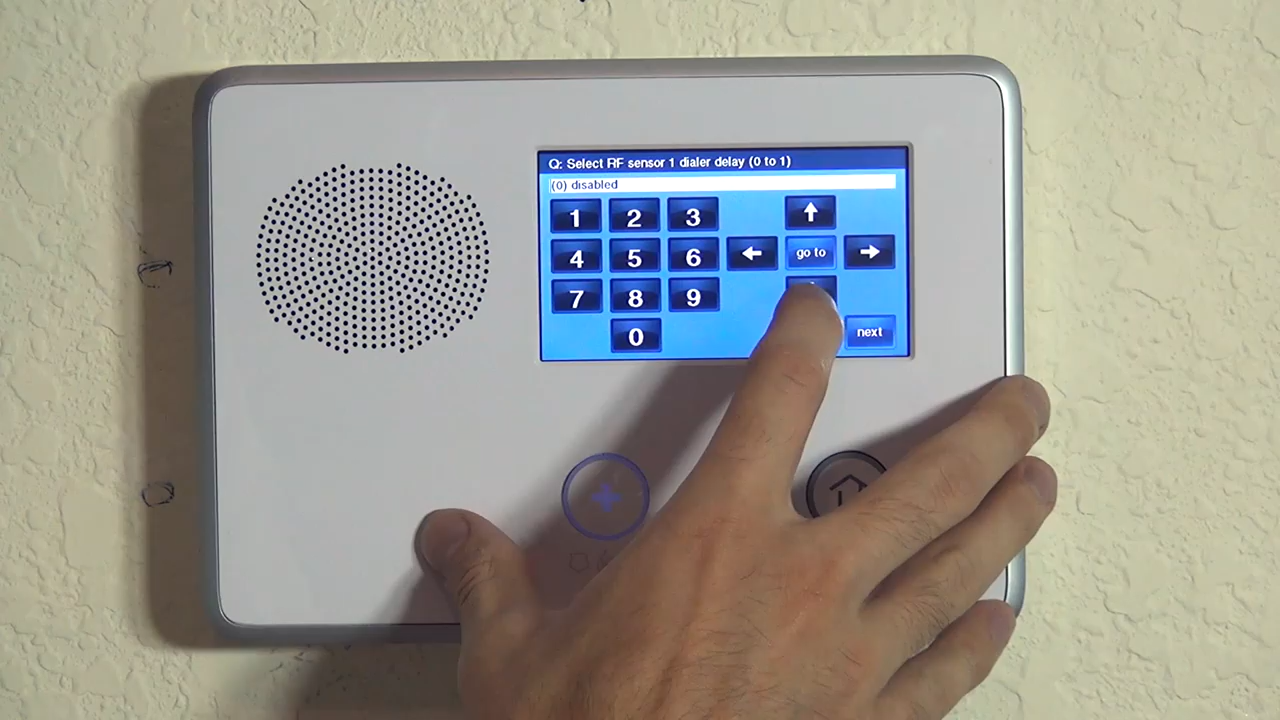 Q: Select RF sensor 1 dialer delay (0 to 1)
(0) disabled
1 2 3
4 5 6 go to
7 8 9
0 next